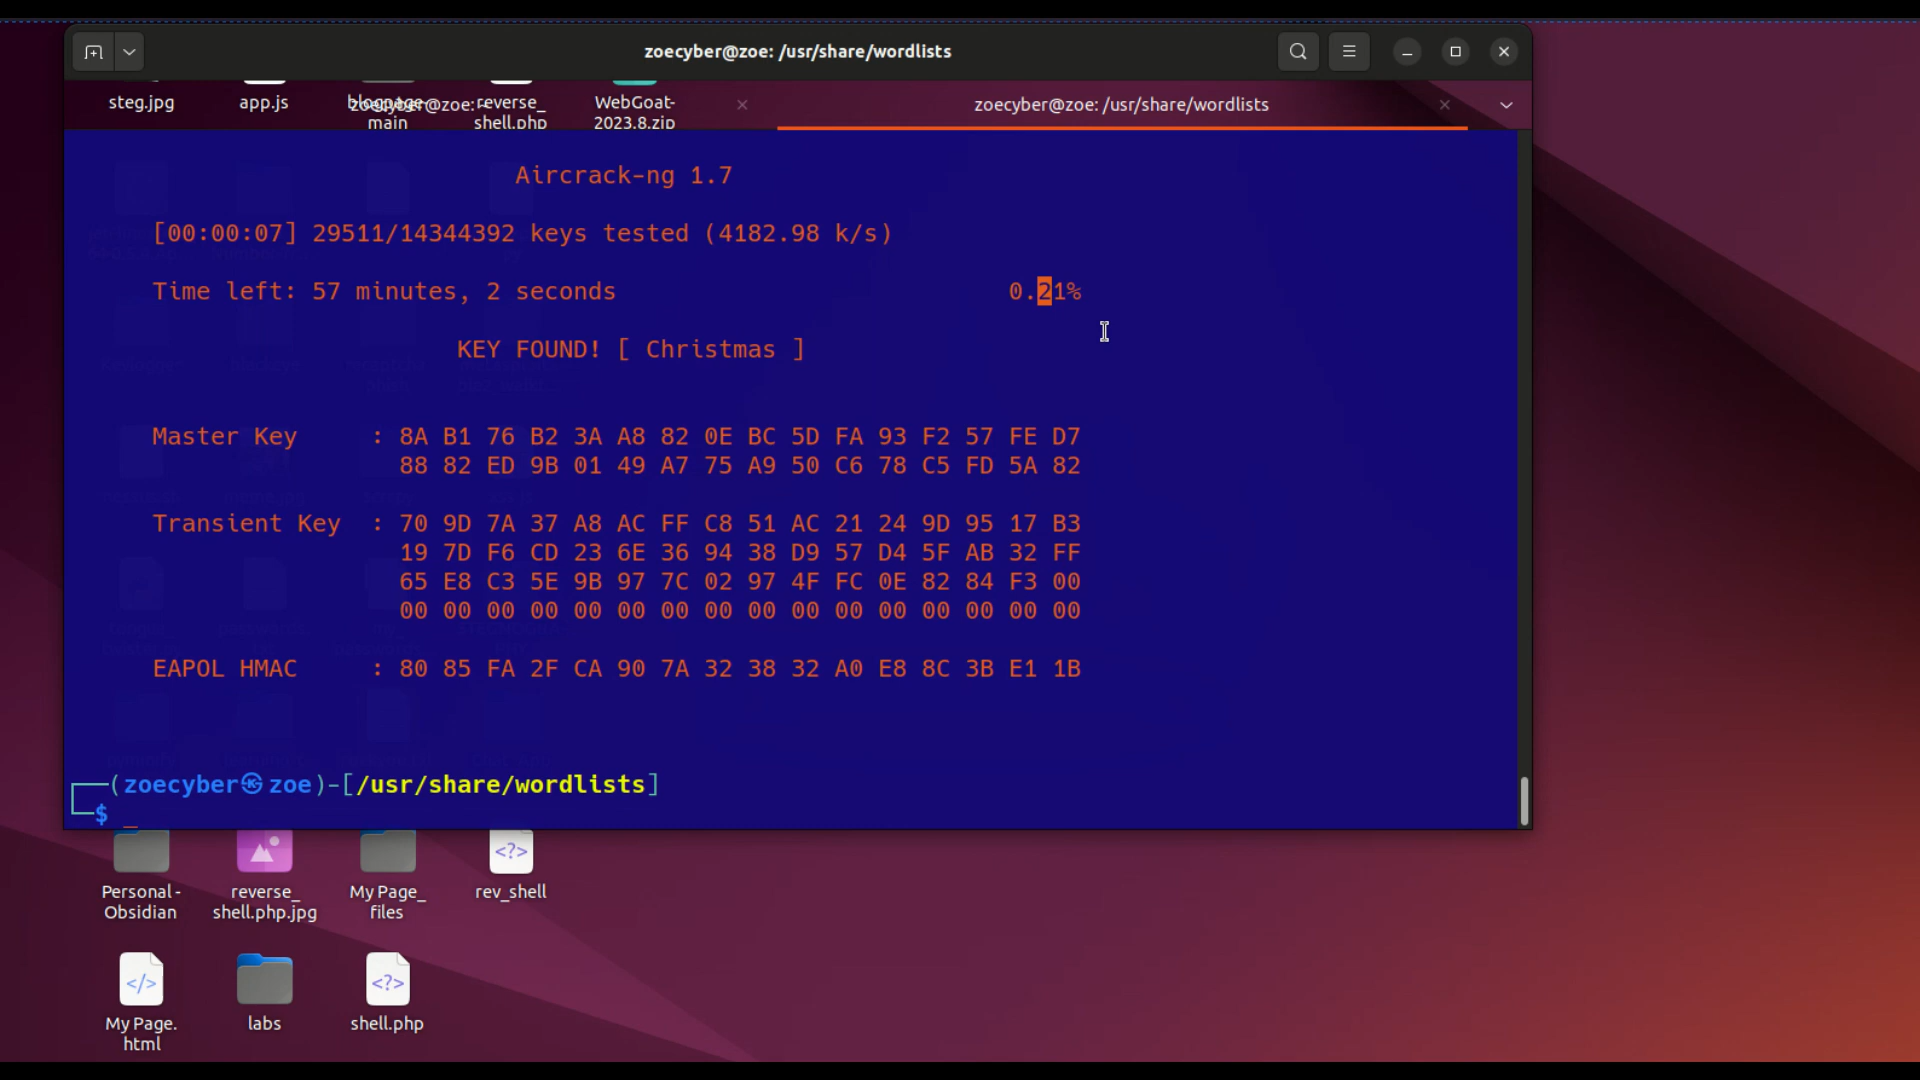 zoecyber@zoe: /usr/share/wordlists
steg.jpg
app.js
blogpage-
main
zoecyber@zoe: ~
reverse_
shell.php
WebGoat-
2023.8.zip
zoecyber@zoe: /usr/share/wordlists
Aircrack-ng 1.7
[00:00:07] 29511/14344392 keys tested (4182.98 k/s)
Time left: 57 minutes, 2 seconds 0.21%
KEY FOUND! [ Christmas ]
Master Key : 8A B1 76 B2 3A A8 82 0E BC 5D FA 93 F2 57 FE D7
88 82 ED 9B 01 49 A7 75 A9 50 C6 78 C5 FD 5A 82
Transient Key : 70 9D 7A 37 A8 AC FF C8 51 AC 21 24 9D 95 17 B3
19 7D F6 CD 23 6E 36 94 38 D9 57 D4 5F AB 32 FF
65 E8 C3 5E 9B 97 7C 02 97 4F FC 0E 82 84 F3 00
00 00 00 00 00 00 00 00 00 00 00 00 00 00 00 00
EAPOL HMAC : 80 85 FA 2F CA 90 7A 32 38 32 A0 E8 8C 3B E1 1B
(zoecyber㉿zoe)-[/usr/share/wordlists]
$
Personal -
Obsidian
reverse_
shell.php.jpg
My Page_
files
rev_shell
My Page.
html
labs
shell.php